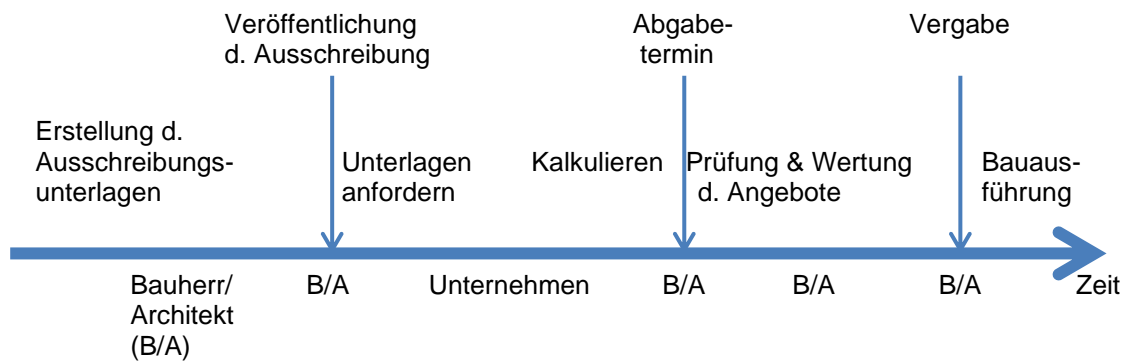 Veröffentlichung
d. Ausschreibung
Abgabe-
termin
Vergabe
Erstellung d.
Ausschreibungs-
unterlagen
Unterlagen
anfordern
Kalkulieren
Prüfung & Wertung
d. Angebote
Bauaus-
führung
Bauherr/
Architekt
(B/A)
B/A
Unternehmen
B/A
B/A
B/A
Zeit